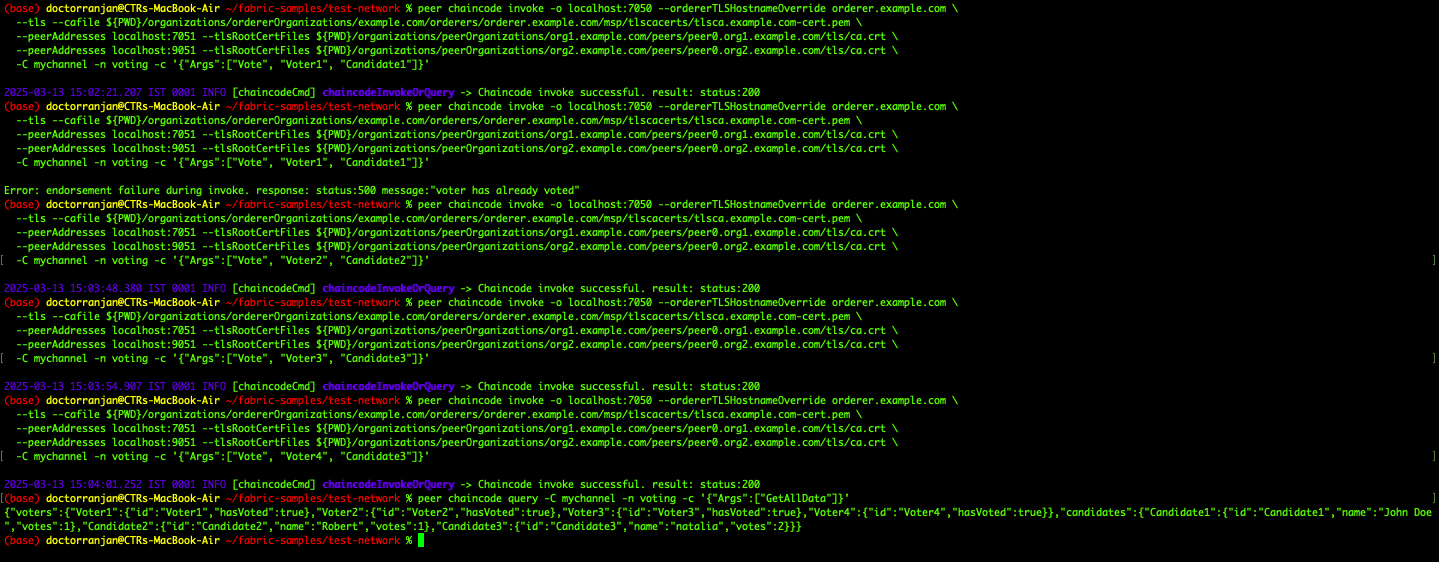 (base) doctorranjan@CTRs-MacBook-Air ~/fabric-samples/test-network % peer chaincode invoke -o localhost:7050 --ordererTLSHostnameOverride orderer.example.com \
--tls --cafile ${PWD}/organizations/ordererOrganizations/example.com/orderers/orderer.example.com/msp/tlscacerts/tlsca.example.com-cert.pem \
--peerAddresses localhost:7051 --tlsRootCertFiles ${PWD}/organizations/peerOrganizations/org1.example.com/peers/peer0.org1.example.com/tls/ca.crt \
--peerAddresses localhost:9051 --tlsRootCertFiles ${PWD}/organizations/peerOrganizations/org2.example.com/peers/peer0.org2.example.com/tls/ca.crt \
-C mychannel -n voting -c '{"Args":["Vote", "Voter1", "Candidate1"]}'
2025-03-13 15:02:21.207 IST 0001 INFO [chaincodeCmd] chaincodeInvokeOrQuery -> Chaincode invoke successful. result: status:200
(base) doctorranjan@CTRs-MacBook-Air ~/fabric-samples/test-network % peer chaincode invoke -o localhost:7050 --ordererTLSHostnameOverride orderer.example.com \
--tls --cafile ${PWD}/organizations/ordererOrganizations/example.com/orderers/orderer.example.com/msp/tlscacerts/tlsca.example.com-cert.pem \
--peerAddresses localhost:7051 --tlsRootCertFiles ${PWD}/organizations/peerOrganizations/org1.example.com/peers/peer0.org1.example.com/tls/ca.crt \
--peerAddresses localhost:9051 --tlsRootCertFiles ${PWD}/organizations/peerOrganizations/org2.example.com/peers/peer0.org2.example.com/tls/ca.crt \
-C mychannel -n voting -c '{"Args":["Vote", "Voter1", "Candidate1"]}'
Error: endorsement failure during invoke. response: status:500 message:"voter has already voted"
(base) doctorranjan@CTRs-MacBook-Air ~/fabric-samples/test-network % peer chaincode invoke -o localhost:7050 --ordererTLSHostnameOverride orderer.example.com \
--tls --cafile ${PWD}/organizations/ordererOrganizations/example.com/orderers/orderer.example.com/msp/tlscacerts/tlsca.example.com-cert.pem \
--peerAddresses localhost:7051 --tlsRootCertFiles ${PWD}/organizations/peerOrganizations/org1.example.com/peers/peer0.org1.example.com/tls/ca.crt \
--peerAddresses localhost:9051 --tlsRootCertFiles ${PWD}/organizations/peerOrganizations/org2.example.com/peers/peer0.org2.example.com/tls/ca.crt \
[ -C mychannel -n voting -c '{"Args":["Vote", "Voter2", "Candidate2"]}' ]
2025-03-13 15:03:48.380 IST 0001 INFO [chaincodeCmd] chaincodeInvokeOrQuery -> Chaincode invoke successful. result: status:200
(base) doctorranjan@CTRs-MacBook-Air ~/fabric-samples/test-network % peer chaincode invoke -o localhost:7050 --ordererTLSHostnameOverride orderer.example.com \
--tls --cafile ${PWD}/organizations/ordererOrganizations/example.com/orderers/orderer.example.com/msp/tlscacerts/tlsca.example.com-cert.pem \
--peerAddresses localhost:7051 --tlsRootCertFiles ${PWD}/organizations/peerOrganizations/org1.example.com/peers/peer0.org1.example.com/tls/ca.crt \
--peerAddresses localhost:9051 --tlsRootCertFiles ${PWD}/organizations/peerOrganizations/org2.example.com/peers/peer0.org2.example.com/tls/ca.crt \
[ -C mychannel -n voting -c '{"Args":["Vote", "Voter3", "Candidate3"]}' ]
2025-03-13 15:03:54.907 IST 0001 INFO [chaincodeCmd] chaincodeInvokeOrQuery -> Chaincode invoke successful. result: status:200
(base) doctorranjan@CTRs-MacBook-Air ~/fabric-samples/test-network % peer chaincode invoke -o localhost:7050 --ordererTLSHostnameOverride orderer.example.com \
--tls --cafile ${PWD}/organizations/ordererOrganizations/example.com/orderers/orderer.example.com/msp/tlscacerts/tlsca.example.com-cert.pem \
--peerAddresses localhost:7051 --tlsRootCertFiles ${PWD}/organizations/peerOrganizations/org1.example.com/peers/peer0.org1.example.com/tls/ca.crt \
--peerAddresses localhost:9051 --tlsRootCertFiles ${PWD}/organizations/peerOrganizations/org2.example.com/peers/peer0.org2.example.com/tls/ca.crt \
[ -C mychannel -n voting -c '{"Args":["Vote", "Voter4", "Candidate3"]}' ]
2025-03-13 15:04:01.252 IST 0001 INFO [chaincodeCmd] chaincodeInvokeOrQuery -> Chaincode invoke successful. result: status:200
[(base) doctorranjan@CTRs-MacBook-Air ~/fabric-samples/test-network % peer chaincode query -C mychannel -n voting -c '{"Args":["GetAllData"]}' ]
{"voters":{"Voter1":{"id":"Voter1","hasVoted":true},"Voter2":{"id":"Voter2","hasVoted":true},"Voter3":{"id":"Voter3","hasVoted":true},"Voter4":{"id":"Voter4","hasVoted":true}},"candidates":{"Candidate1":{"id":"Candidate1","name":"John Doe
","votes":1},"Candidate2":{"id":"Candidate2","name":"Robert","votes":1},"Candidate3":{"id":"Candidate3","name":"natalia","votes":2}}}
(base) doctorranjan@CTRs-MacBook-Air ~/fabric-samples/test-network %